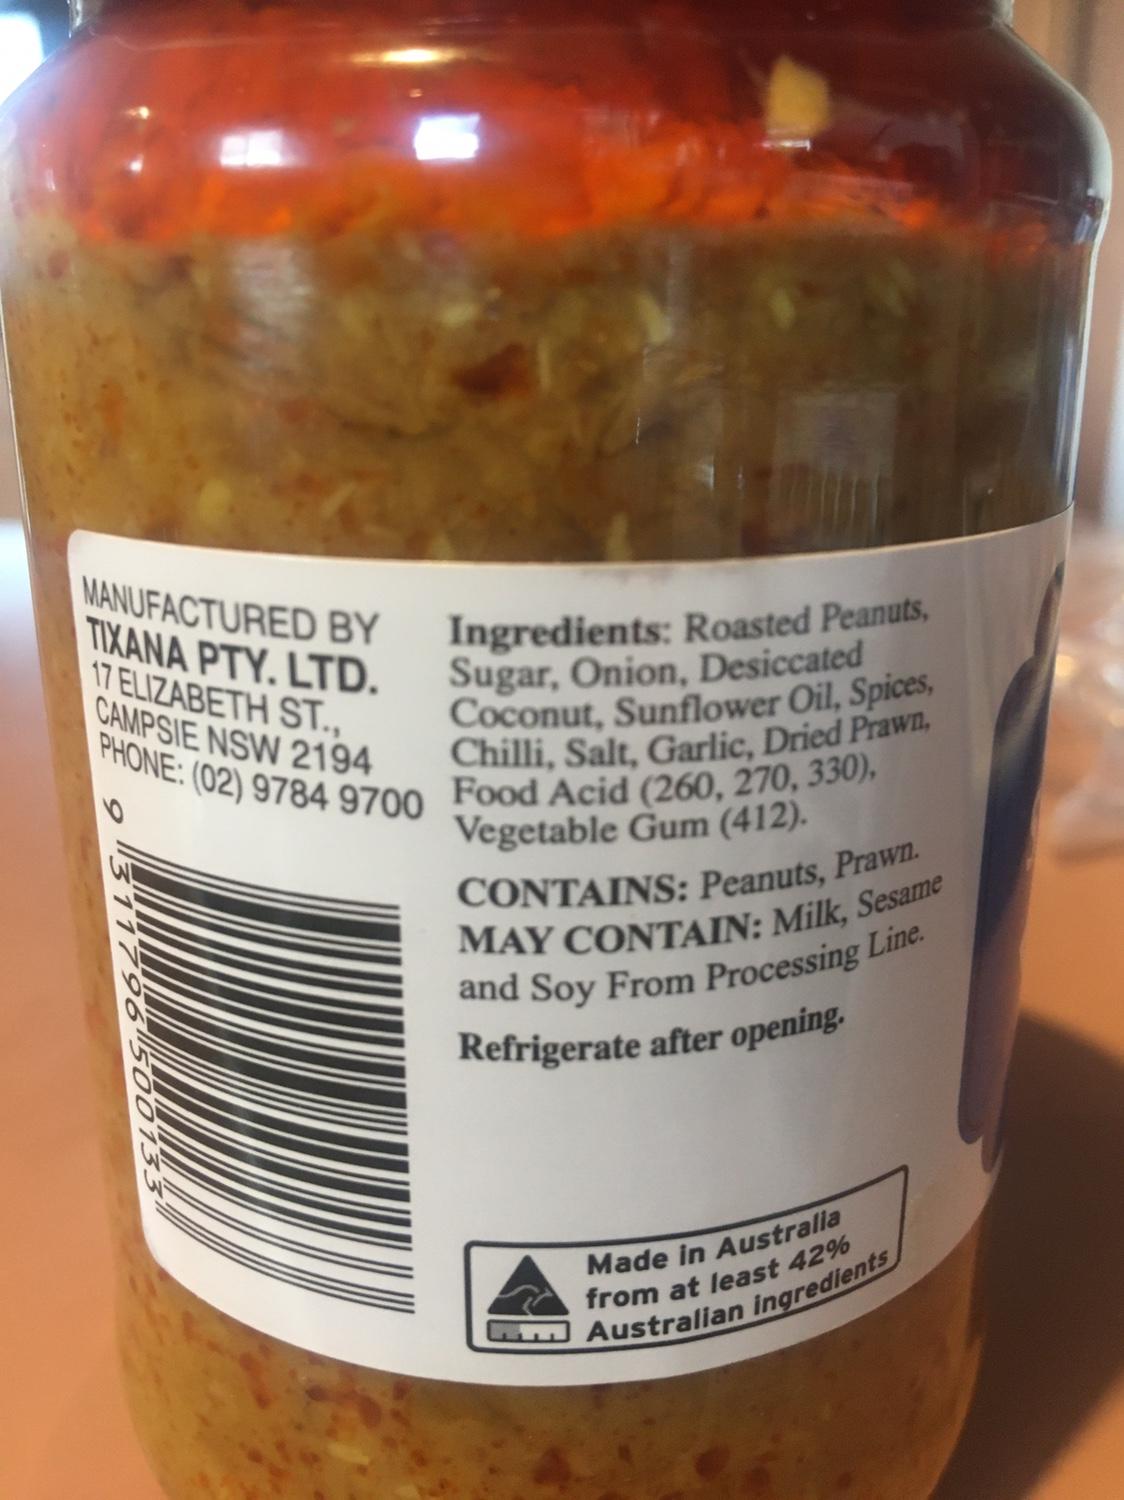 MANUFACTURED BY
TIXANA PTY. LTD.
17 ELIZABETH ST.,
CAMPSIE NSW 2194
PHONE: (02) 9784 9700
9 311796 500133
Ingredients: Roasted Peanuts,
Sugar, Onion, Desiccated
Coconut, Sunflower Oil, Spices,
Chilli, Salt, Garlic, Dried Prawn,
Food Acid (260, 270, 330),
Vegetable Gum (412).
CONTAINS: Peanuts, Prawn.
MAY CONTAIN: Milk, Sesame
and Soy From Processing Line.
Refrigerate after opening.
Made in Australia
from at least 42%
Australian ingredients